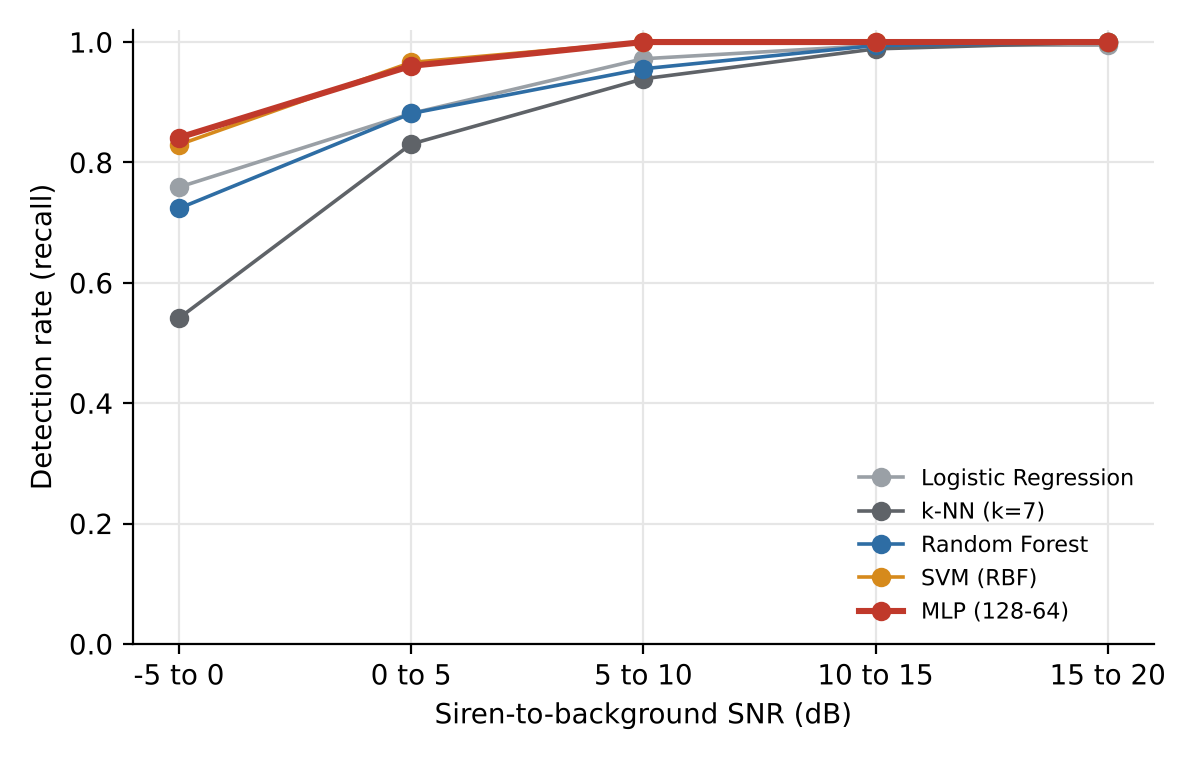 1.0
0.8
0.6
0.4
0.2
0.0
Detection rate (recall)
Logistic Regression
k-NN (k=7)
Random Forest
SVM (RBF)
MLP (128-64)
-5 to 0 0 to 5 5 to 10 10 to 15 15 to 20
Siren-to-background SNR (dB)